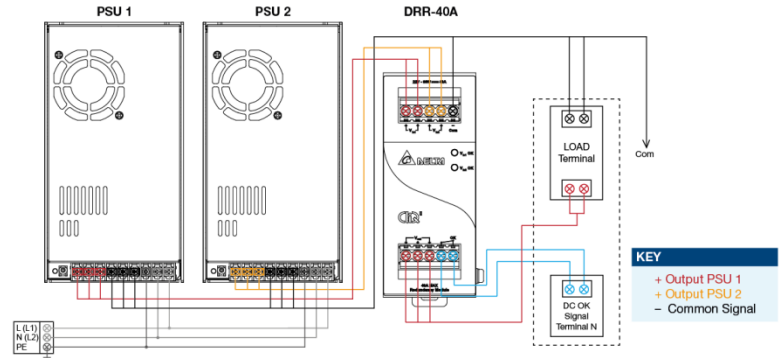 PSU 1
PSU 2
DRR-40A
DELTA
LOAD
Terminal
Com
DC OK
Signal
Terminal N
L (L1)
N (L2)
PE
KEY
+ Output PSU 1
+ Output PSU 2
– Common Signal